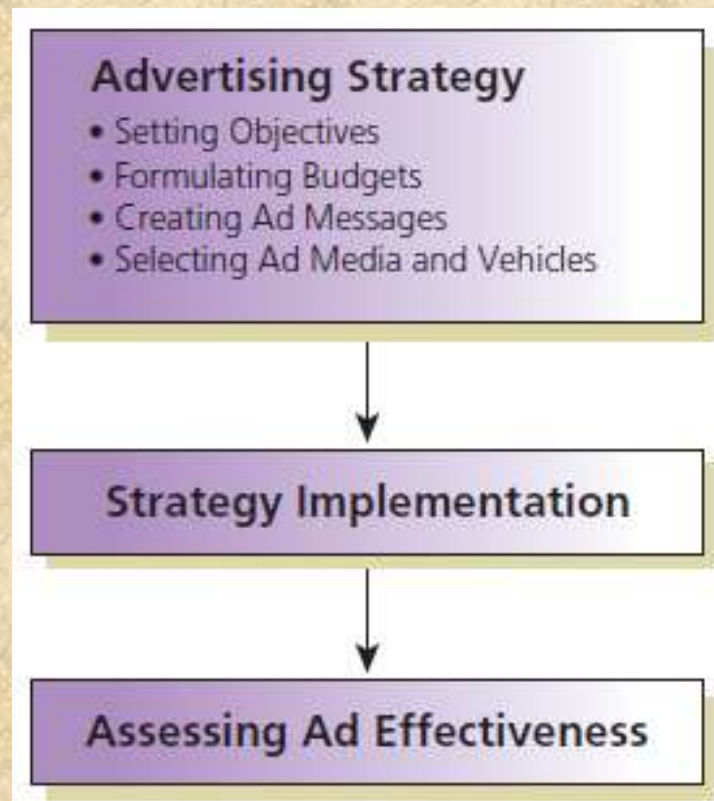 Advertising Strategy
• Setting Objectives
• Formulating Budgets
• Creating Ad Messages
• Selecting Ad Media and Vehicles
Strategy Implementation
Assessing Ad Effectiveness